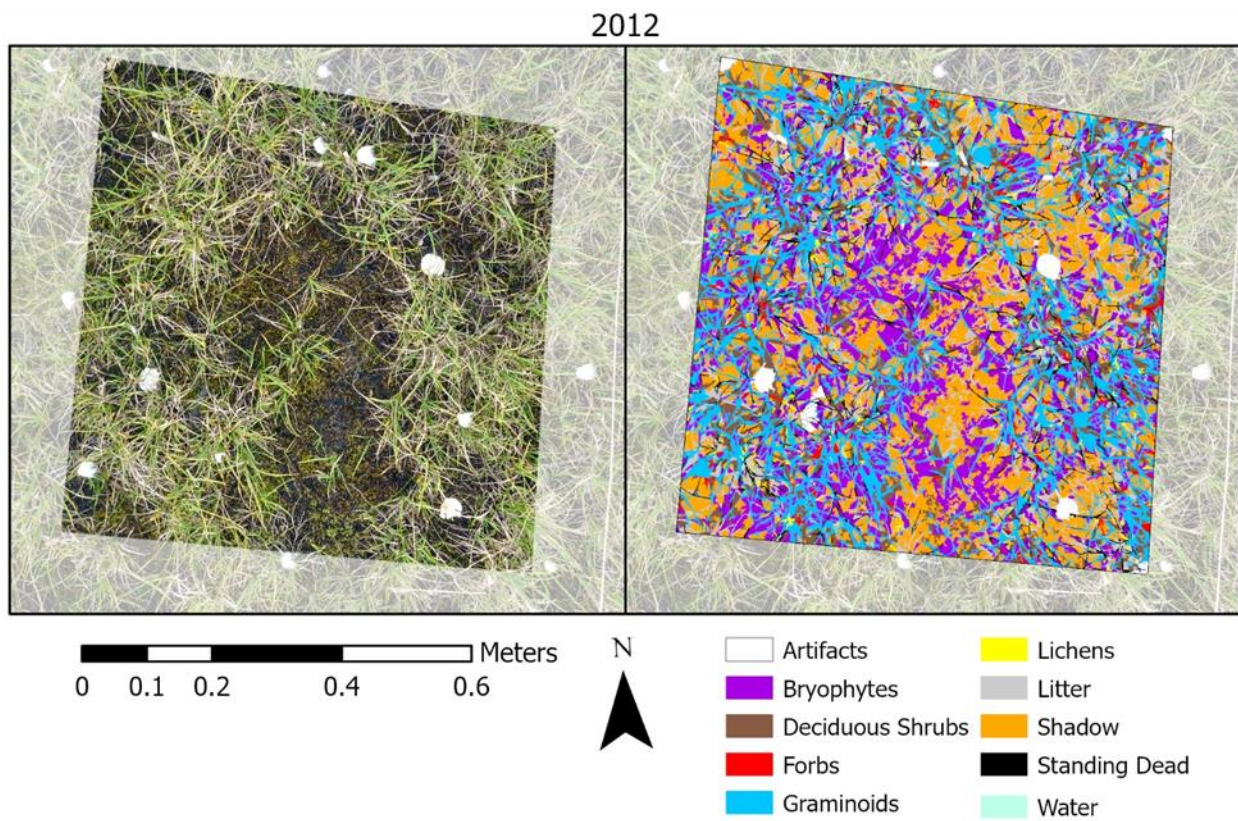 2012
Meters
0 0.1 0.2 0.4 0.6
N
Artifacts
Bryophytes
Deciduous Shrubs
Forbs
Graminoids
Lichens
Litter
Shadow
Standing Dead
Water